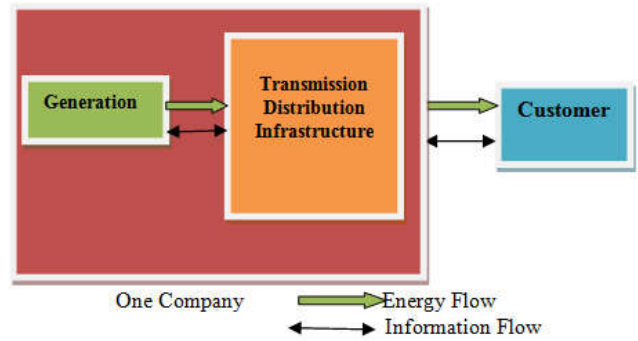 Generation
Transmission
Distribution
Infrastructure
Customer
One Company
Energy Flow
Information Flow